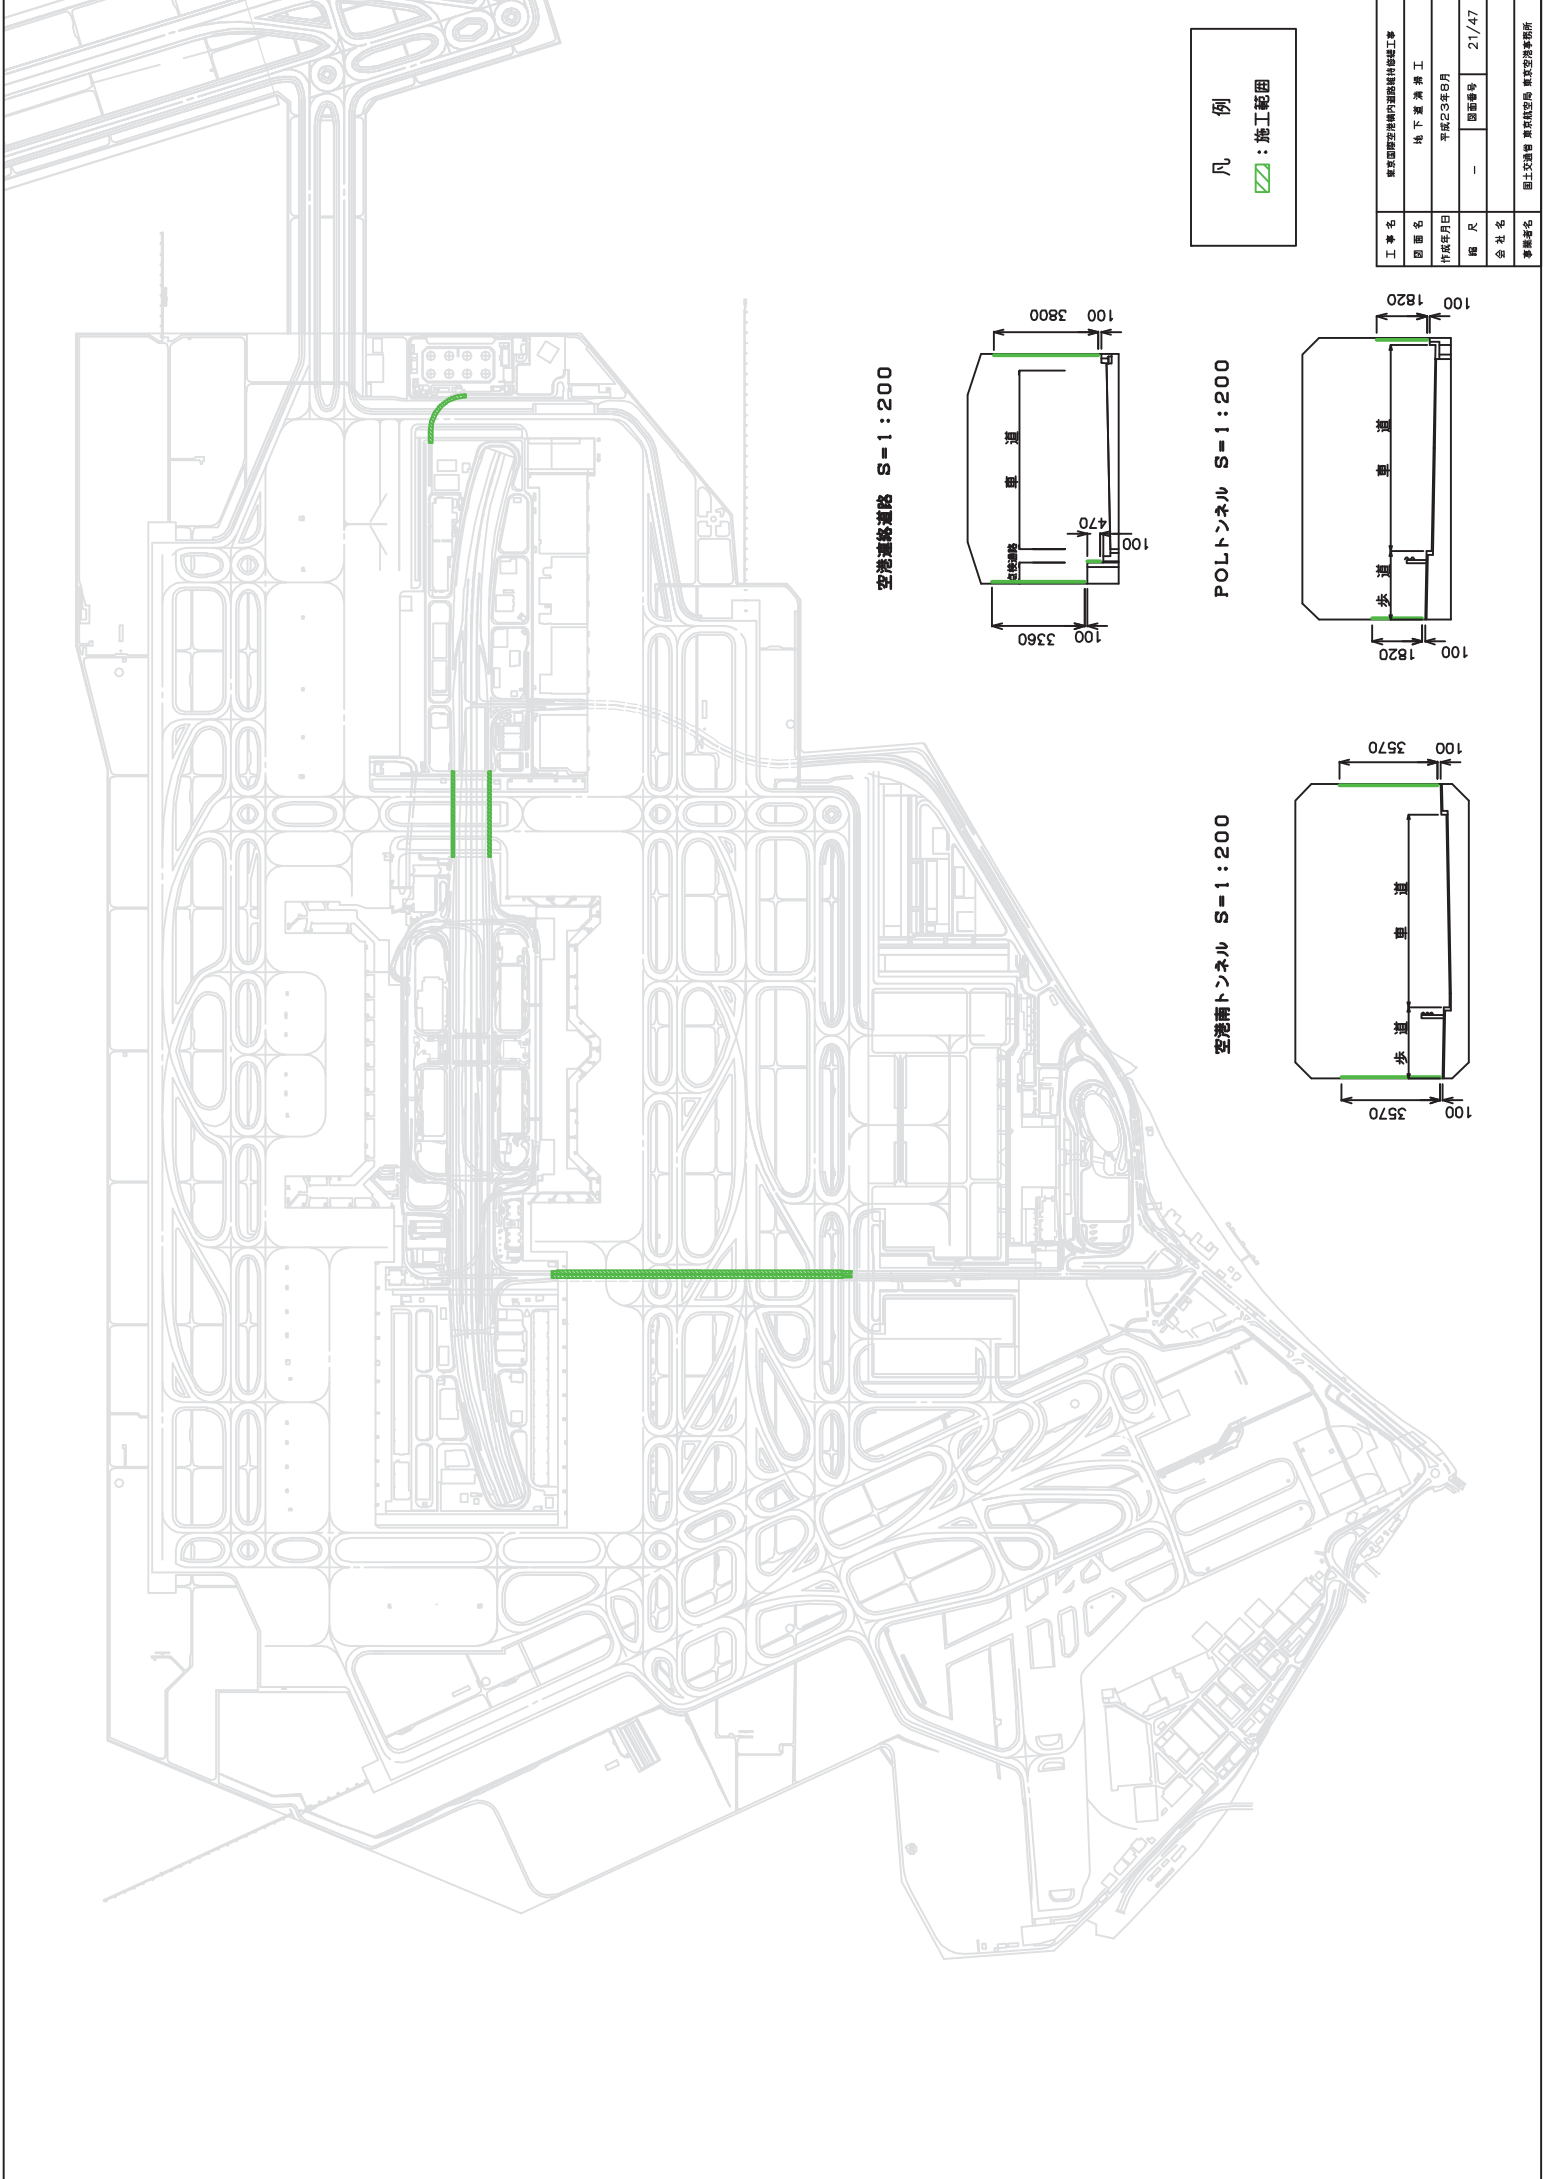 空港連絡道路 S=1:200
3800
100
車 道
点検通路
470
100
3360
100
POLトンネル S=1:200
1820
100
車 道
歩 道
1820
100
空港南トンネル S=1:200
3570
100
車 道
歩 道
3570
100
凡 例
:施工範囲
工事名 東京国際空港構内道路維持修繕工事
図面名 地下道清掃工
作成年月日 平成23年8月
縮尺 － 図面番号 21/47
会社名
事業者名 国土交通省 東京航空局 東京空港事務所